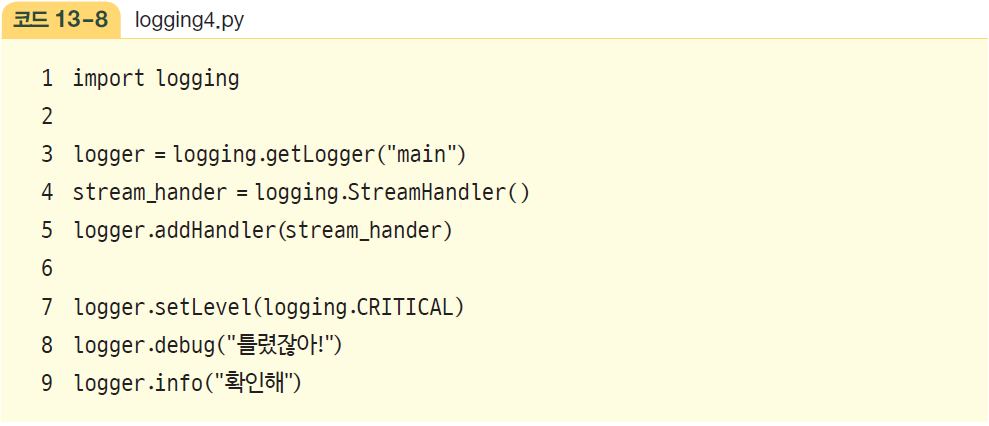 코드 13-8 logging4.py
1 import logging
2
3 logger = logging.getLogger("main")
4 stream_hander = logging.StreamHandler()
5 logger.addHandler(stream_hander)
6
7 logger.setLevel(logging.CRITICAL)
8 logger.debug("틀렸잖아!")
9 logger.info("확인해")